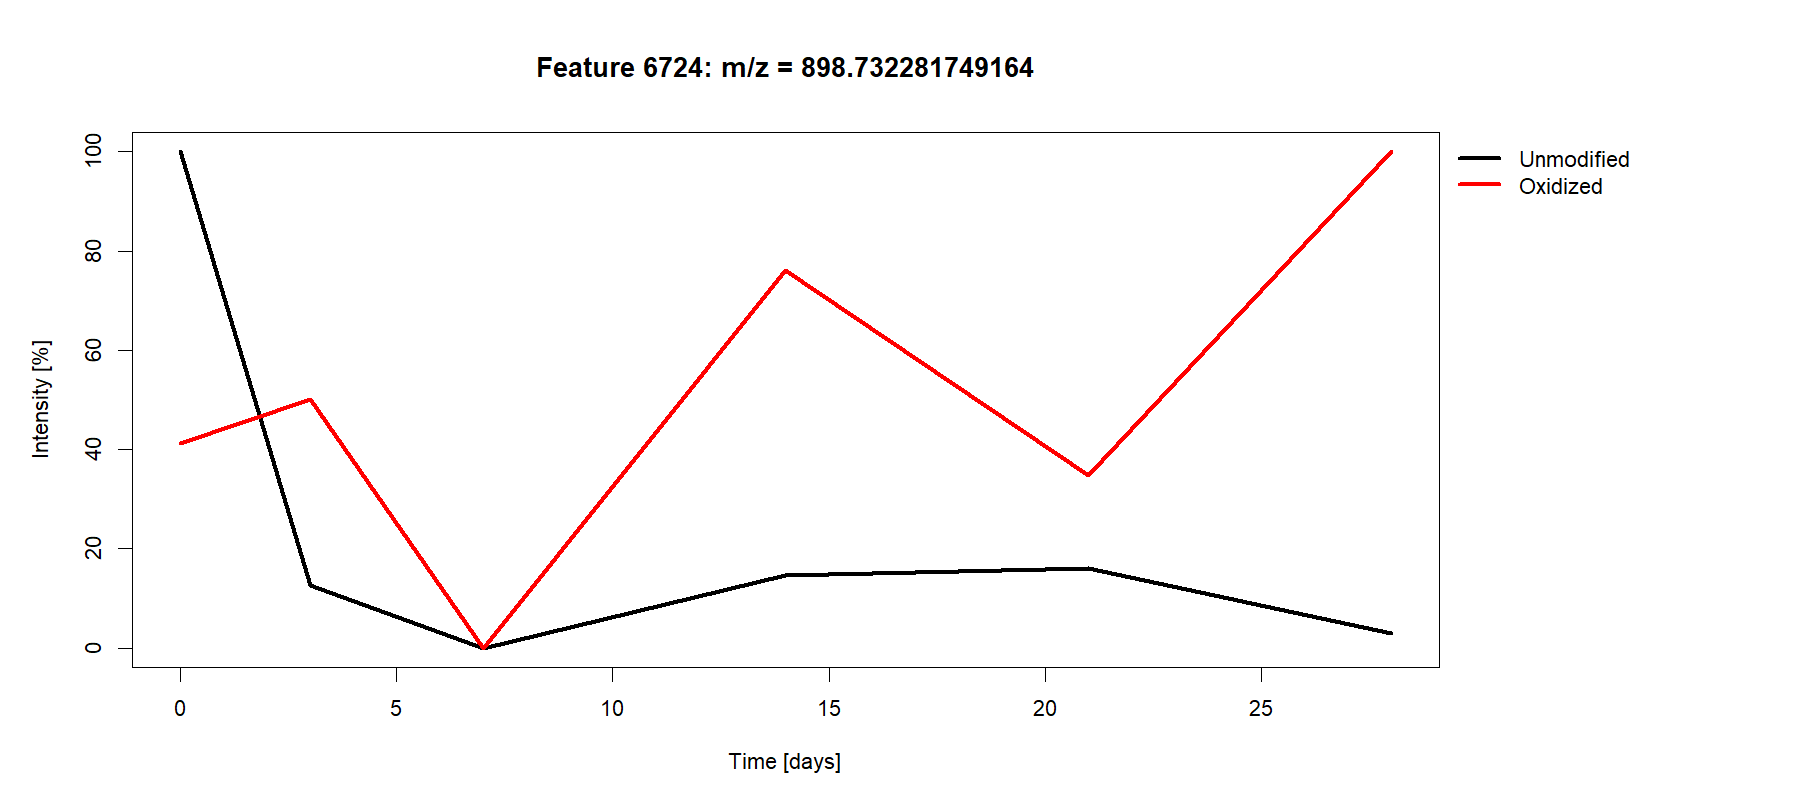 Feature 6724: m/z = 898.732281749164
Unmodified
Oxidized
Intensity [%]
100
80
60
40
20
0
0 5 10 15 20 25
Time [days]